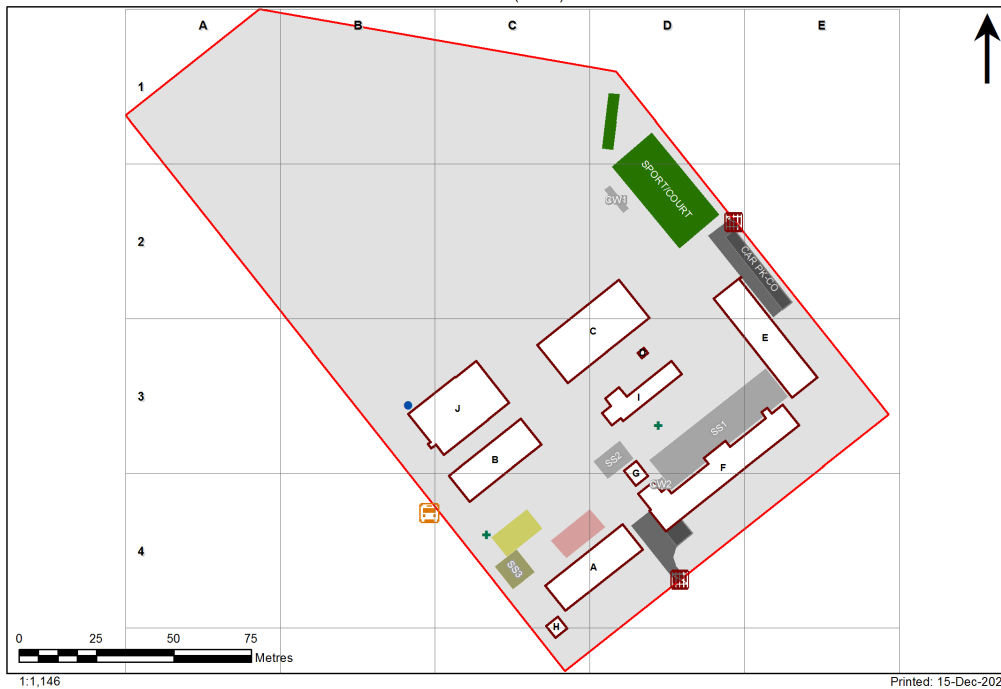 A B C D E
1
SPORT/COURT
CW1
2
CAR PK-CO
C
E
3
I
J
SS1
B
F
SS2
G
CW2
4
A
SS3
H
0 25 50 75
Metres
1:1,146
Printed: 15-Dec-202